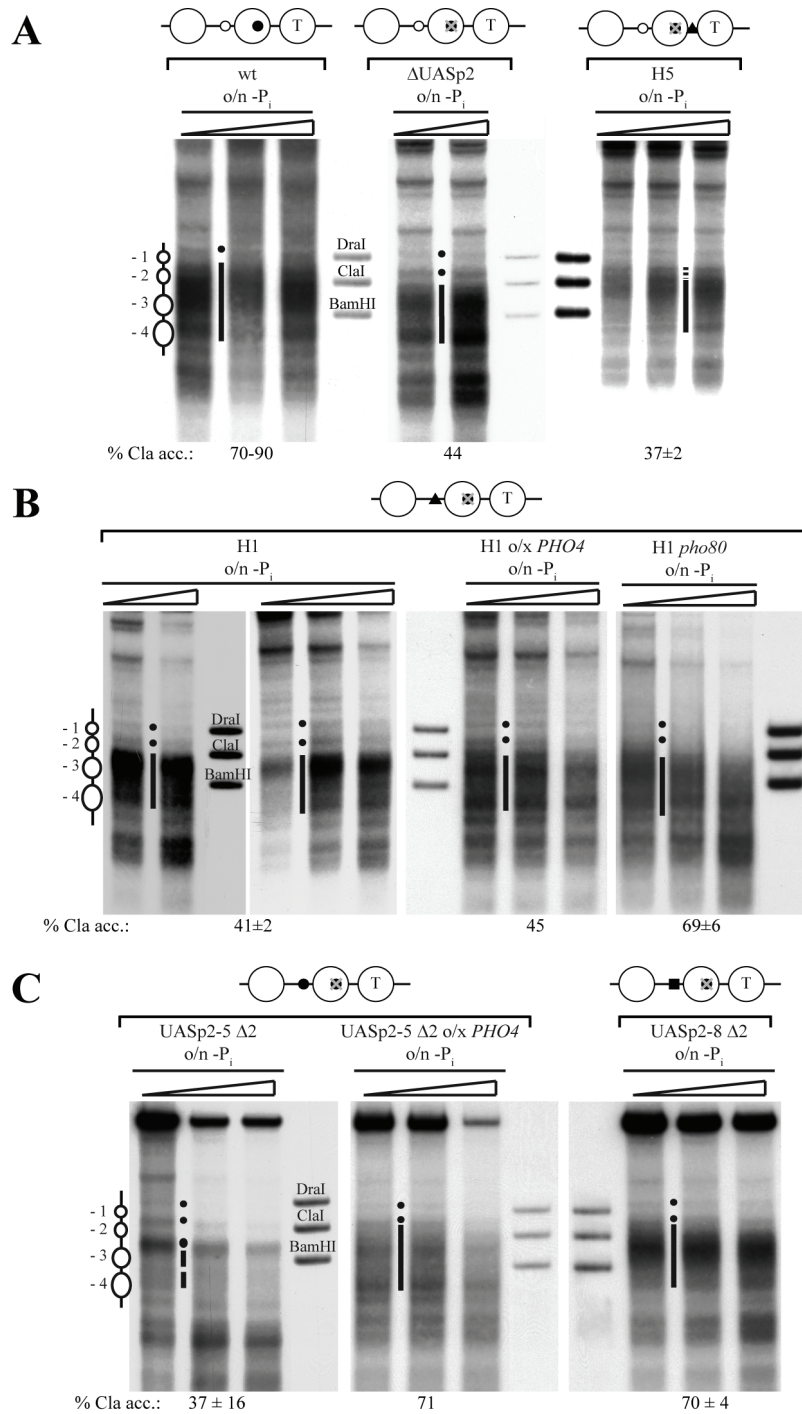 A
T T T
wt ΔUASp2 H5
o/n -Pi o/n -Pi o/n -Pi
- 1
- 2
- 3
- 4
DraI
ClaI
BamHI
% Cla acc.: 70-90 44 37±2
B
T
H1 H1 o/x PHO4 H1 pho80
o/n -Pi o/n -Pi o/n -Pi
- 1
- 2
- 3
- 4
DraI
ClaI
BamHI
% Cla acc.: 41±2 45 69±6
C
T T
UASp2-5 Δ2 UASp2-5 Δ2 o/x PHO4 UASp2-8 Δ2
o/n -Pi o/n -Pi o/n -Pi
- 1
- 2
- 3
- 4
DraI
ClaI
BamHI
% Cla acc.: 37 ± 16 71 70 ± 4